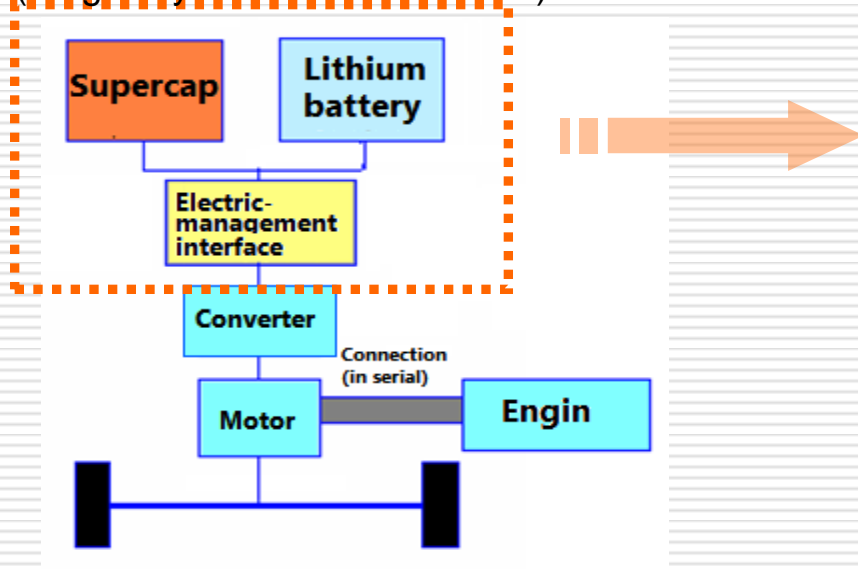 Supercap
Lithium
battery
Electric-
management
interface
Converter
Connection
(in serial)
Motor
Engin